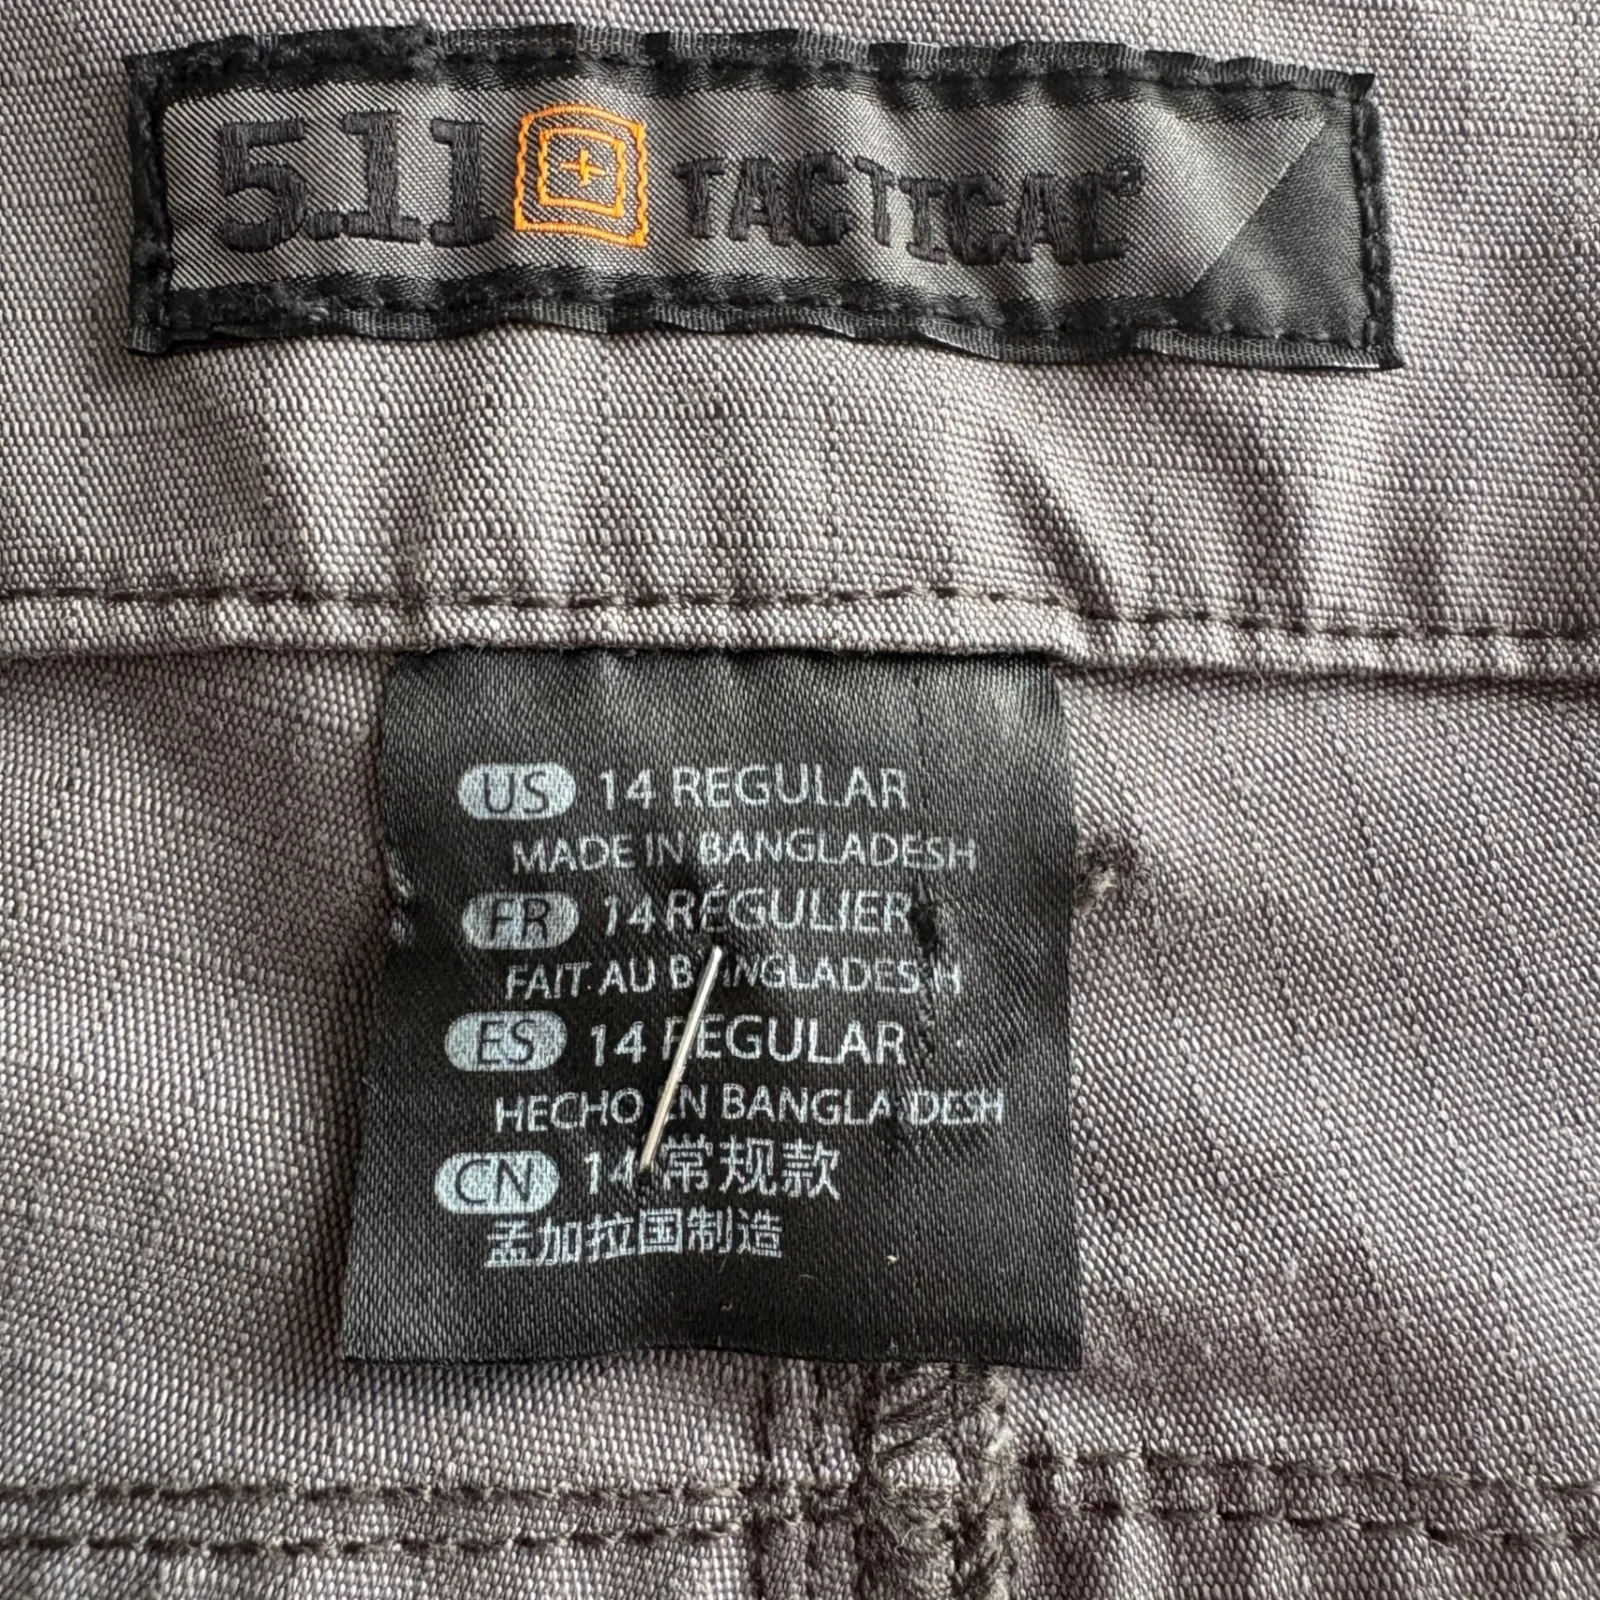 5.11 TACTICAL®
US 14 REGULAR
MADE IN BANGLADESH
FR 14 RÉGULIER
FAIT AU BANGLADESH
ES 14 REGULAR
HECHO EN BANGLADESH
CN 14 常规款
孟加拉国制造